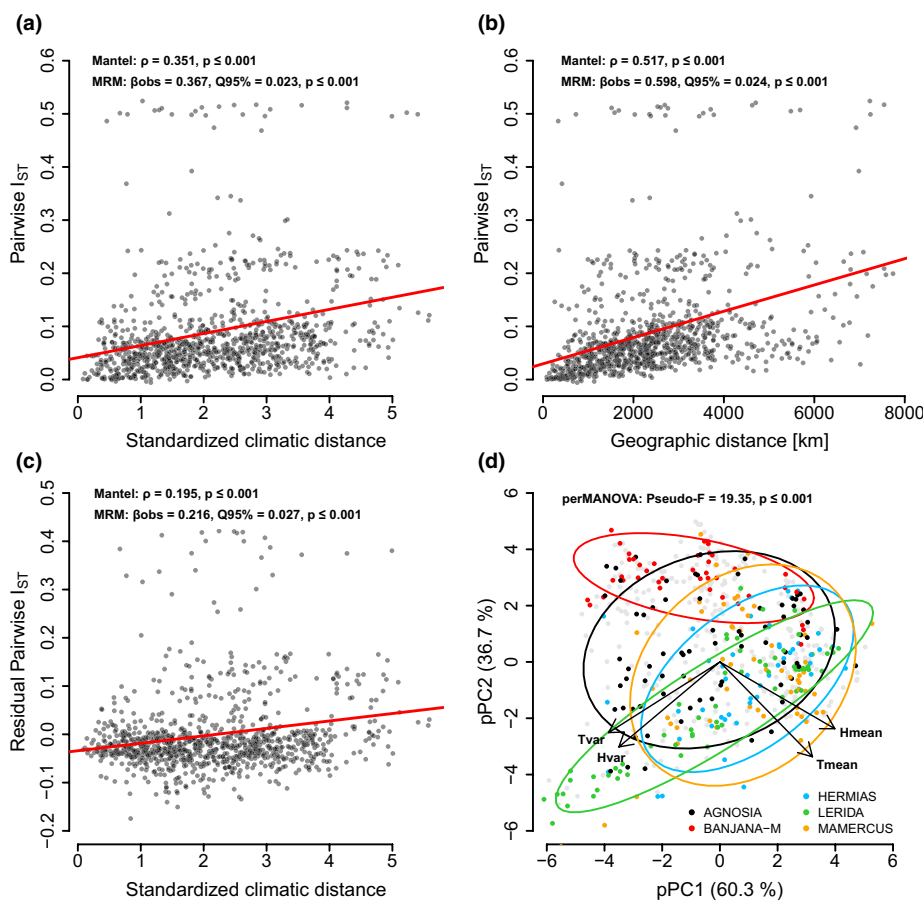 (a)
Mantel: ρ = 0.351, p ≤ 0.001
MRM: βobs = 0.367, Q95% = 0.023, p ≤ 0.001
Pairwise IST
0.0 0.1 0.2 0.3 0.4 0.5 0.6
0 1 2 3 4 5
Standardized climatic distance
(b)
Mantel: ρ = 0.517, p ≤ 0.001
MRM: βobs = 0.598, Q95% = 0.024, p ≤ 0.001
Pairwise IST
0.0 0.1 0.2 0.3 0.4 0.5 0.6
0 2000 4000 6000 8000
Geographic distance [km]
(c)
Mantel: ρ = 0.195, p ≤ 0.001
MRM: βobs = 0.216, Q95% = 0.027, p ≤ 0.001
Residual Pairwise IST
−0.2 −0.1 0.0 0.1 0.2 0.3 0.4 0.5
0 1 2 3 4 5
Standardized climatic distance
(d)
perMANOVA: Pseudo-F = 19.35, p ≤ 0.001
pPC2 (36.7 %)
−6 −4 −2 0 2 4 6
Tvar
Hvar
Hmean
Tmean
AGNOSIA
BANJANA−M
HERMIAS
LERIDA
MAMERCUS
−6 −4 −2 0 2 4 6
pPC1 (60.3 %)